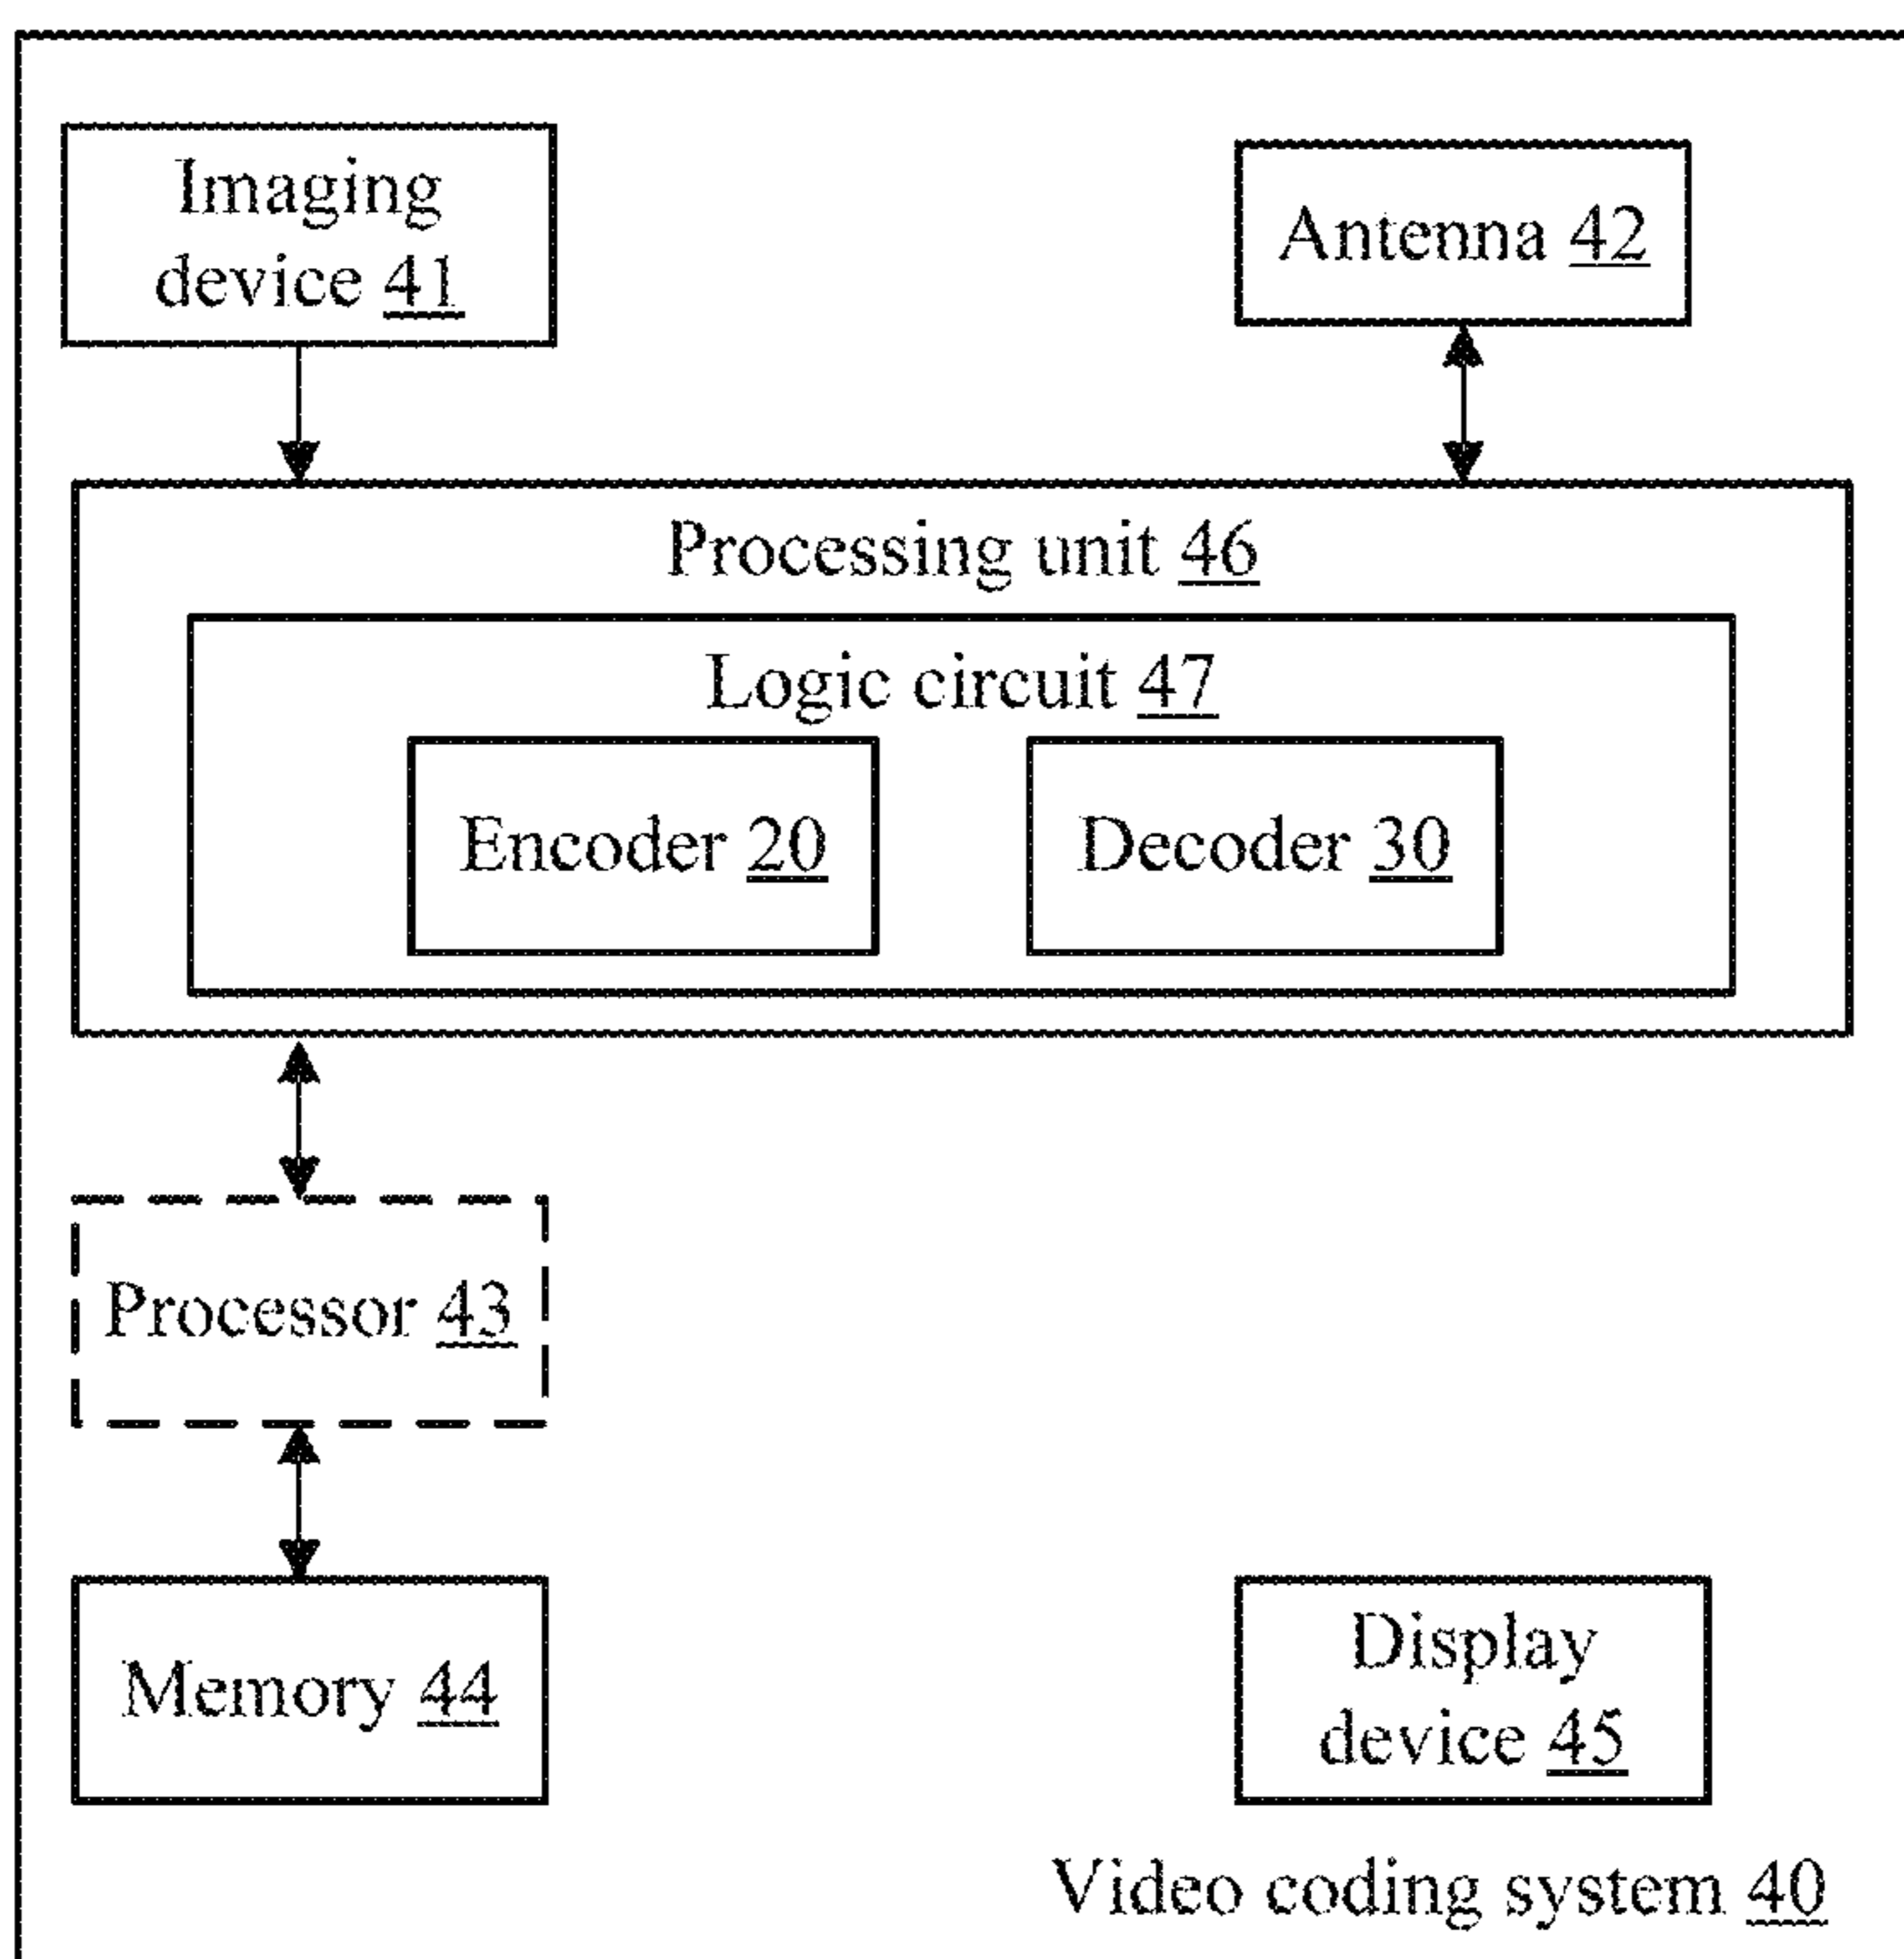 Imaging
device 41
Antenna 42
Processing unit 46
Logic circuit 47
Encoder 20
Decoder 30
Processor 43
Memory 44
Display
device 45
Video coding system 40